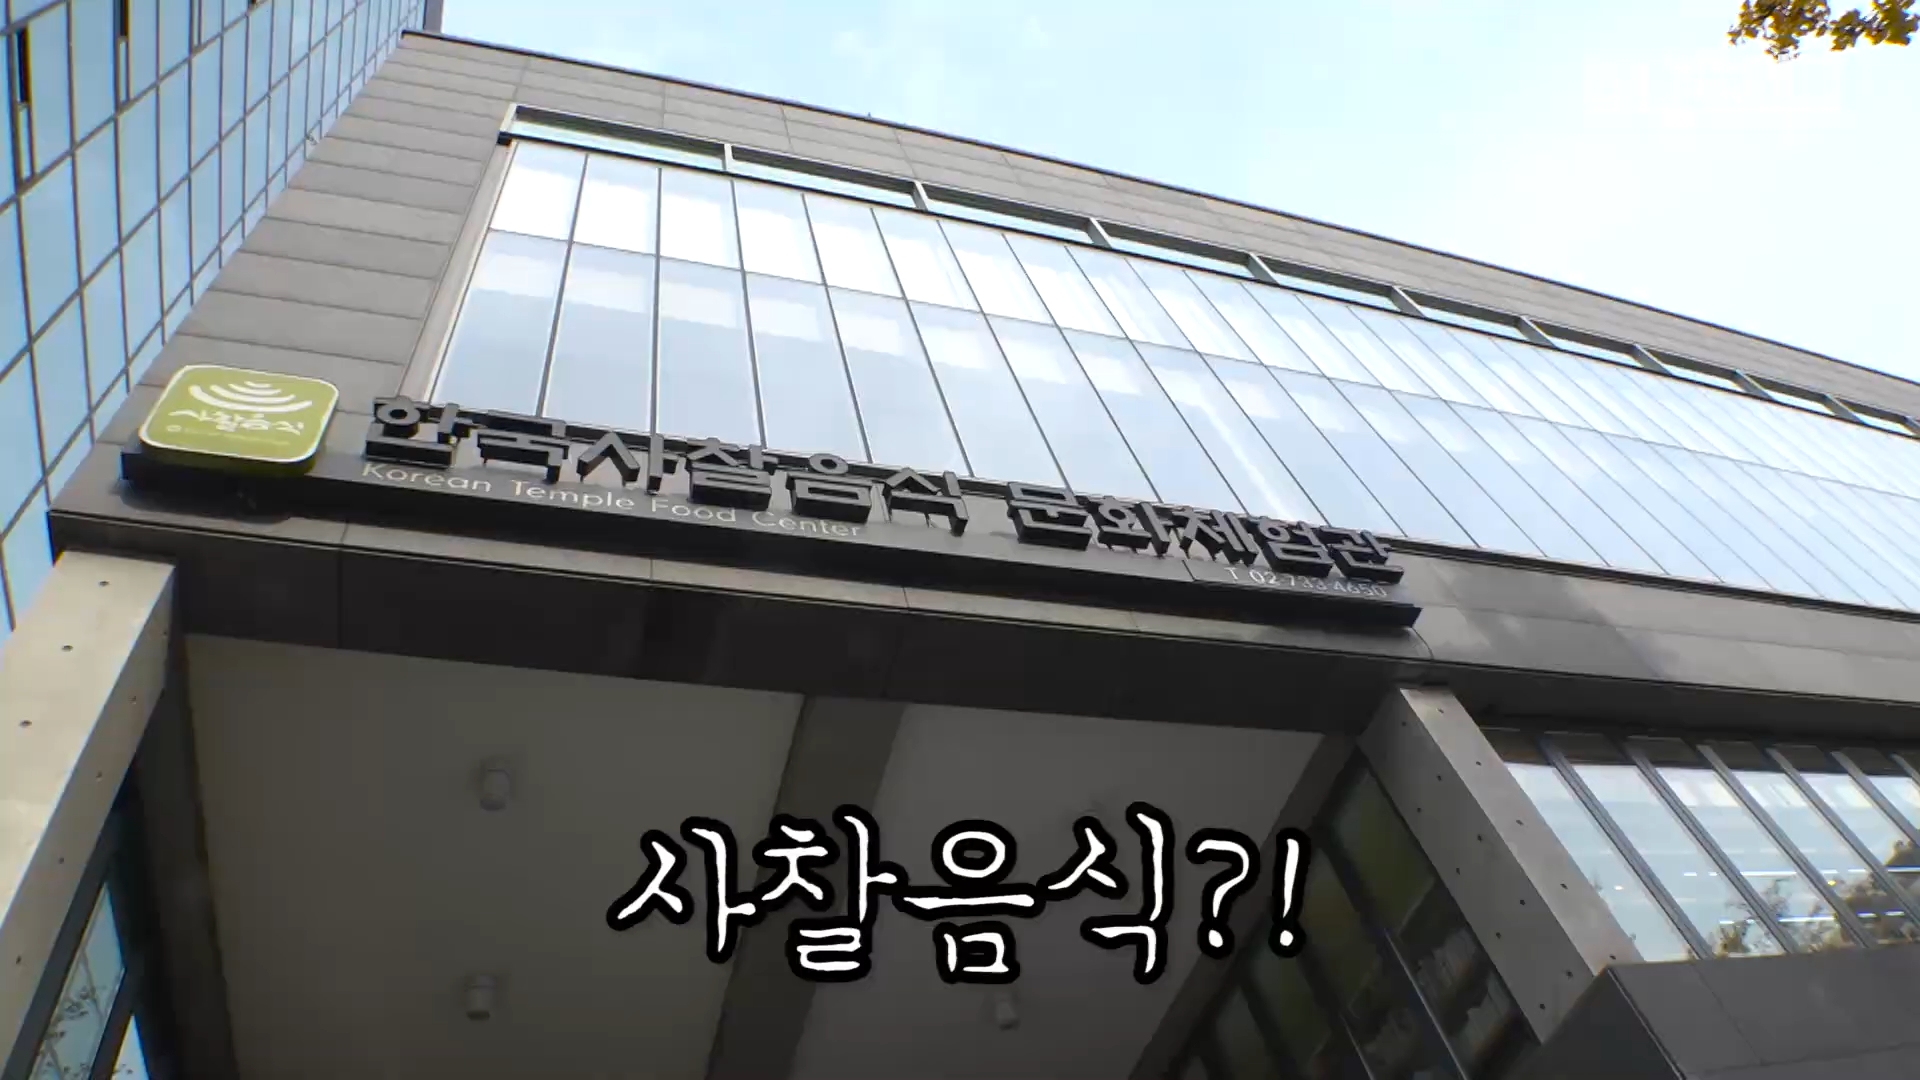 사찰음식
한국사찰음식 문화체험관
Korean Temple Food Center
T 02-733-4650
사찰음식?!